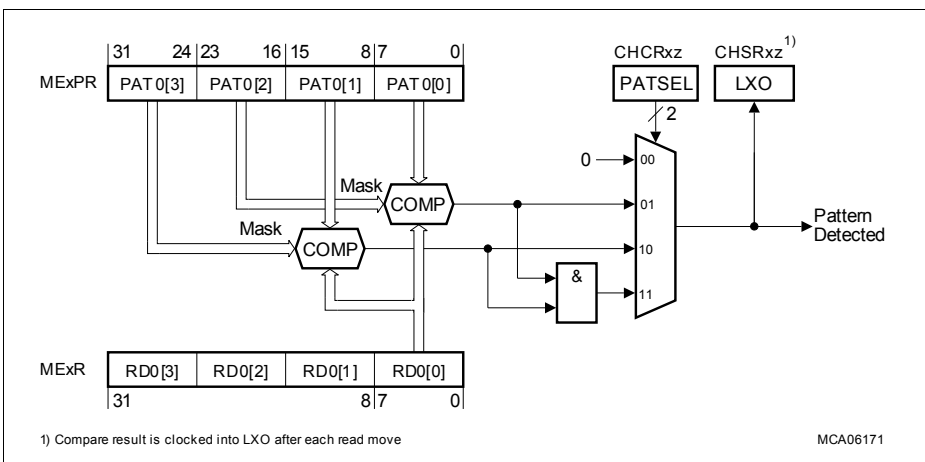 31 24 23 16 15 8 7 0
CHCRxz CHSRxz 1)
MExPR PAT0[3] PAT0[2] PAT0[1] PAT0[0] PATSEL LXO
2
0 00
Mask COMP 01
Mask COMP 10
Pattern
Detected
& 11
MExR RD0[3] RD0[2] RD0[1] RD0[0]
31 8 7 0
1) Compare result is clocked into LXO after each read move MCA06171